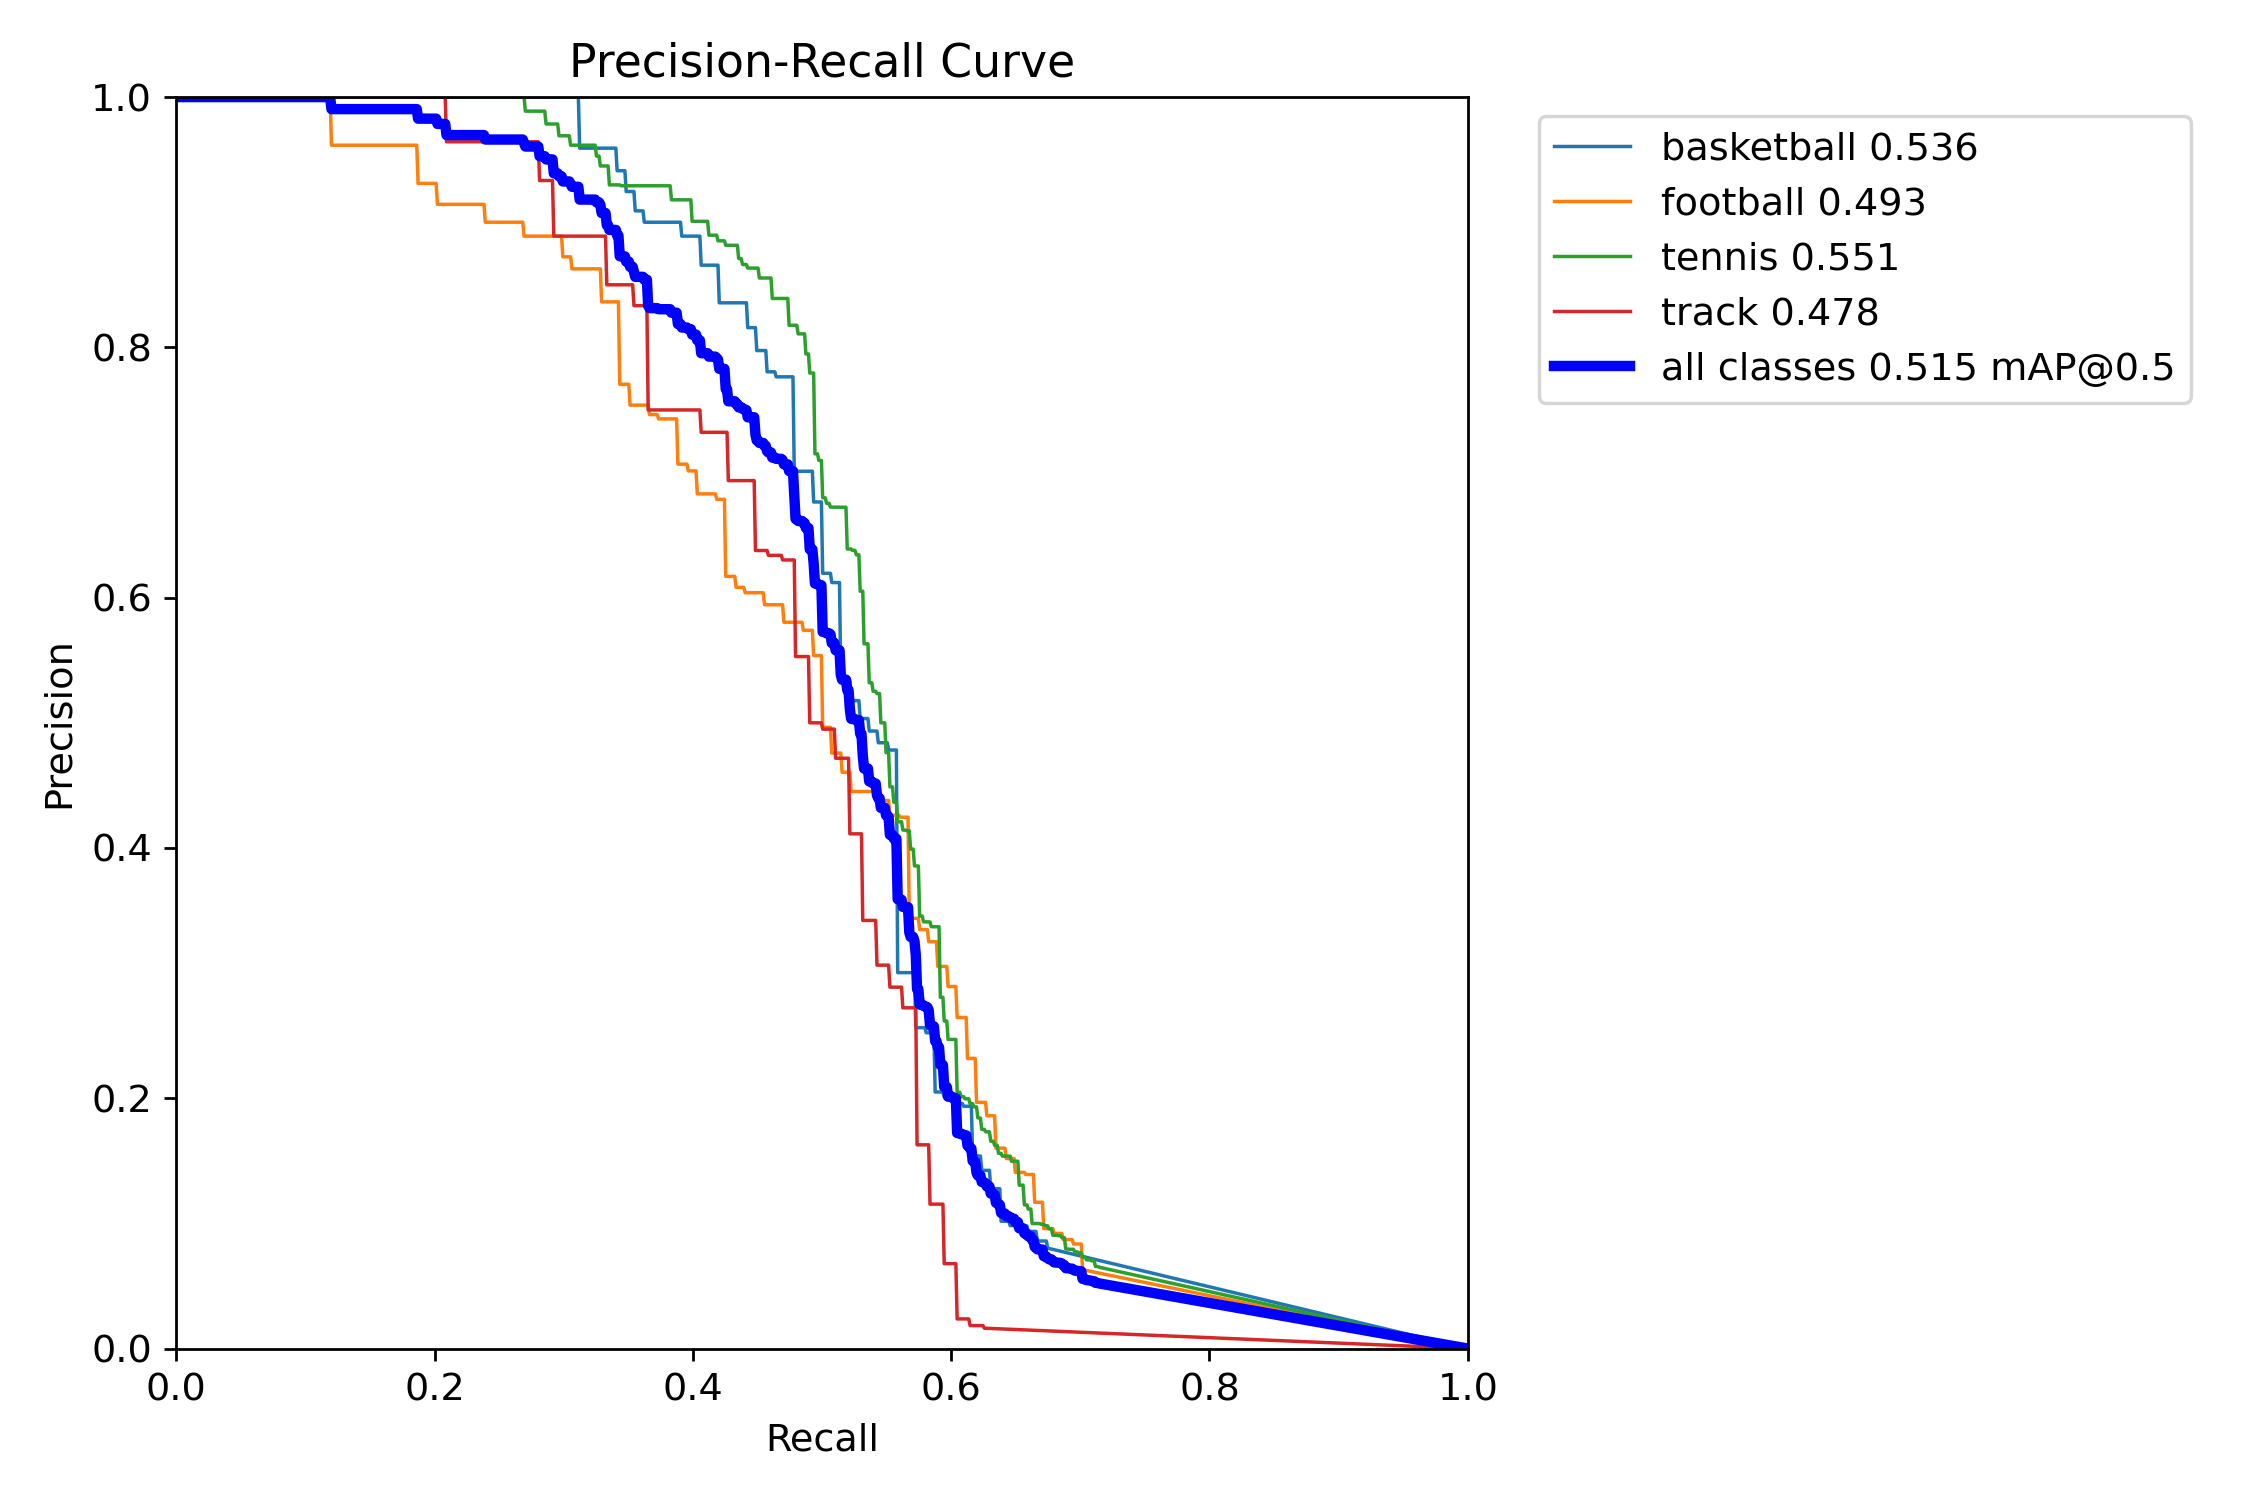 Precision-Recall Curve
1.0
0.8
0.6
0.4
0.2
0.0
Precision
0.0 0.2 0.4 0.6 0.8 1.0
Recall
basketball 0.536
football 0.493
tennis 0.551
track 0.478
all classes 0.515 mAP@0.5